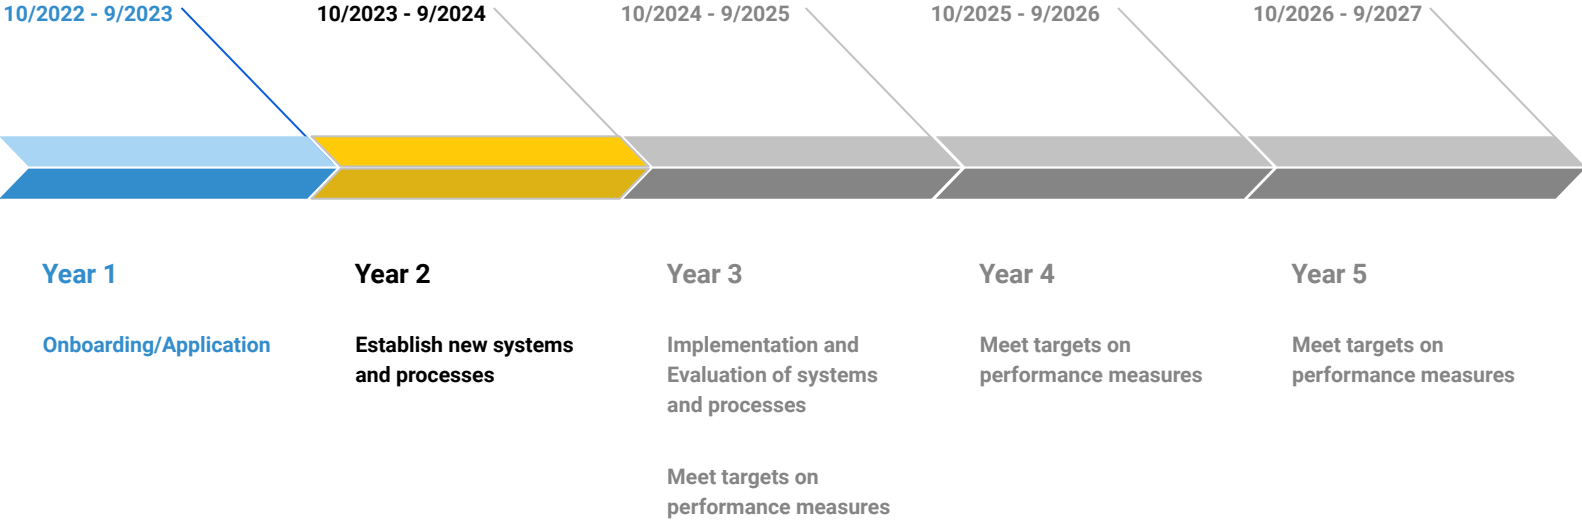 10/2022 - 9/2023
10/2023 - 9/2024
10/2024 - 9/2025
10/2025 - 9/2026
10/2026 - 9/2027
Year 1
Onboarding/Application
Year 2
Establish new systems
and processes
Year 3
Implementation and
Evaluation of systems
and processes
Meet targets on
performance measures
Year 4
Meet targets on
performance measures
Year 5
Meet targets on
performance measures